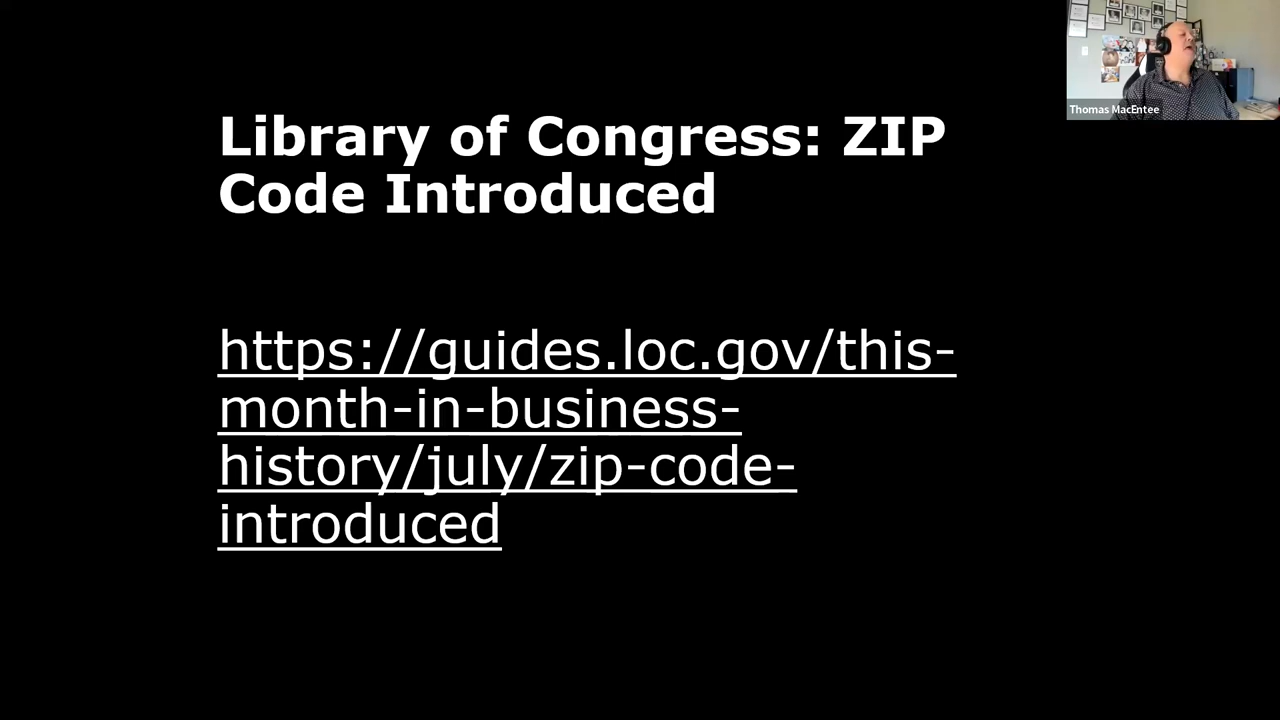 Library of Congress: ZIP
Code Introduced
https://guides.loc.gov/this-
month-in-business-
history/july/zip-code-
introduced
Thomas MacEntee